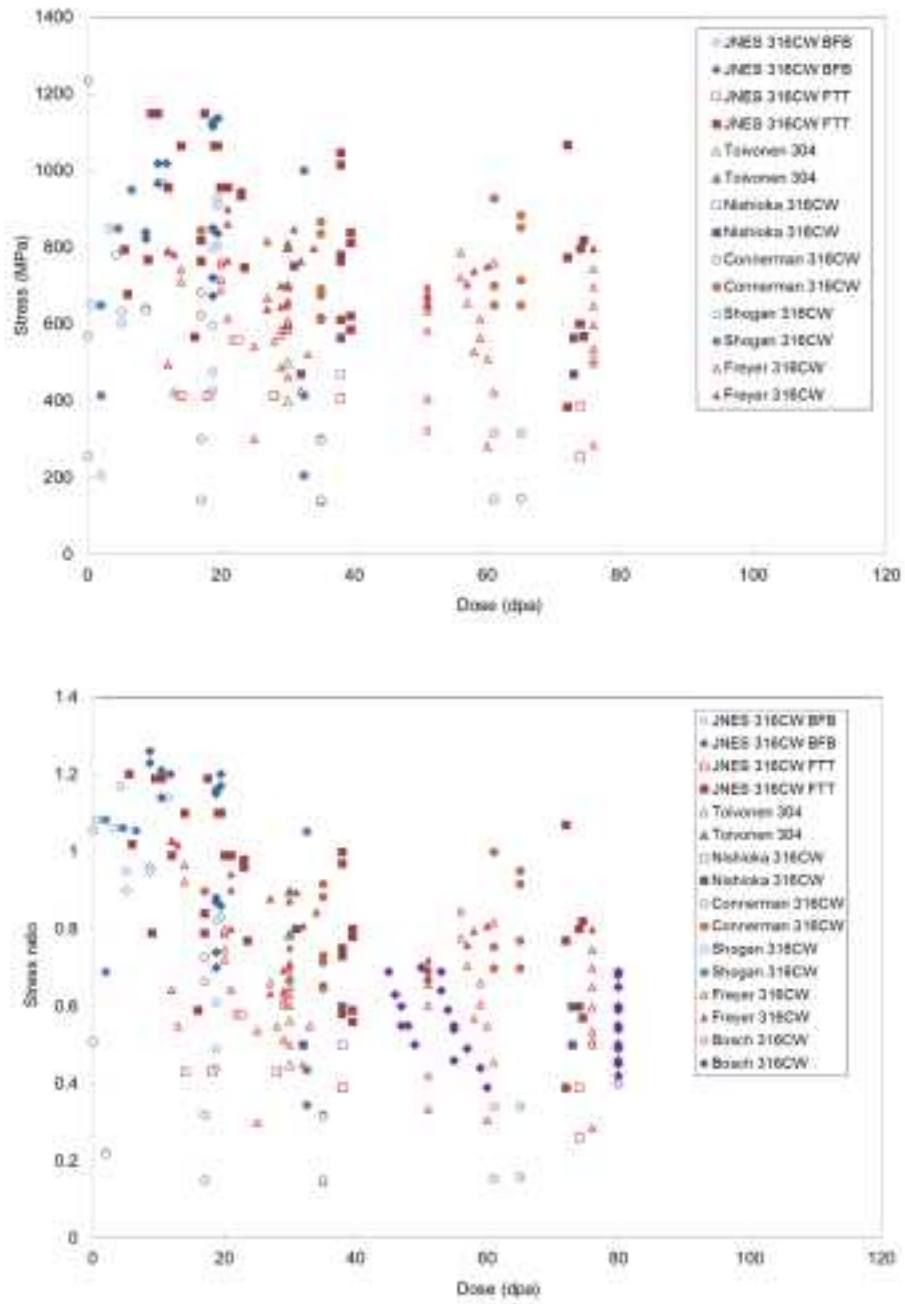 1400
1200
1000
800
600
400
200
0
Stress (MPa)
0 20 40 60 80 100 120
Dose (dpa)
JNES 316CW BFB
JNES 316CW BFB
JNES 316CW FTT
JNES 316CW FTT
Toivonen 304
Toivonen 304
Nishioka 316CW
Nishioka 316CW
Connerman 316CW
Connerman 316CW
Shogan 316CW
Shogan 316CW
Freyer 316CW
Freyer 316CW
1.4
1.2
1
0.8
0.6
0.4
0.2
0
Stress ratio
0 20 40 60 80 100 120
Dose (dpa)
JNES 316CW BFB
JNES 316CW BFB
JNES 316CW FTT
JNES 316CW FTT
Toivonen 304
Toivonen 304
Nishioka 316CW
Nishioka 316CW
Connerman 316CW
Connerman 316CW
Shogan 316CW
Shogan 316CW
Freyer 316CW
Freyer 316CW
Bosch 316CW
Bosch 316CW